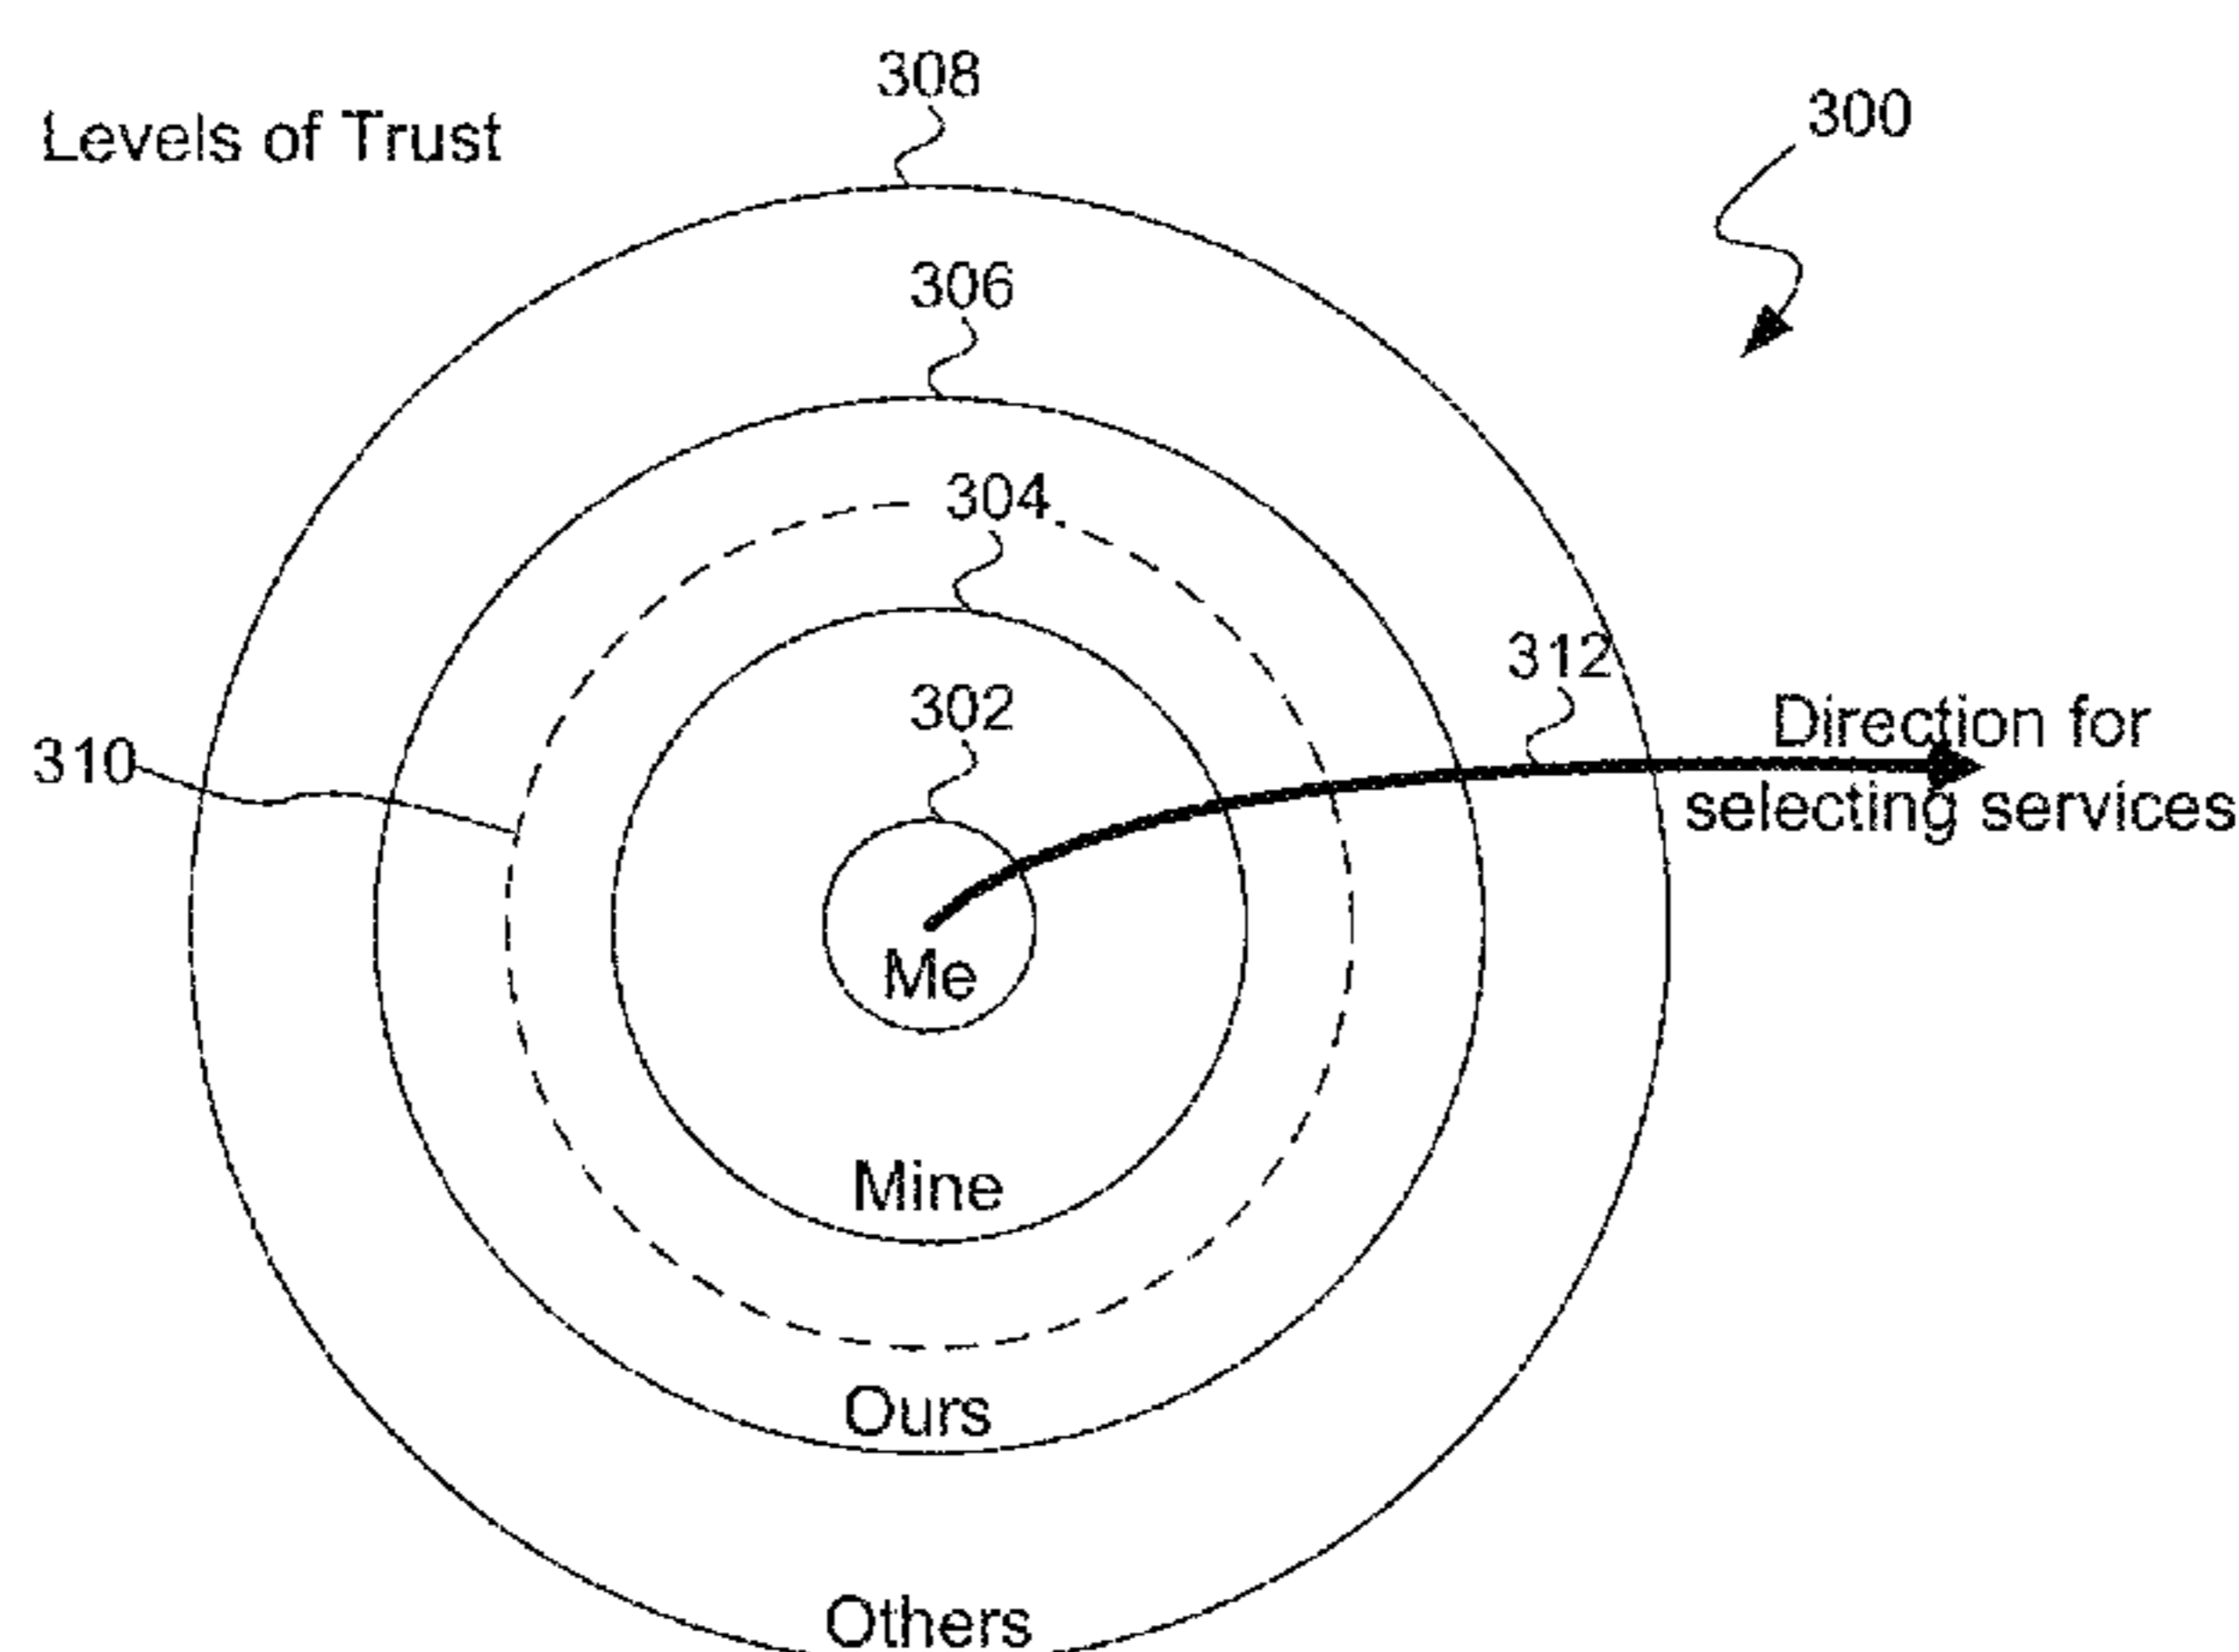 308
Levels of Trust
300
306
304
312
302
Direction for
310
selecting services
Me
Mine
Ours
Others